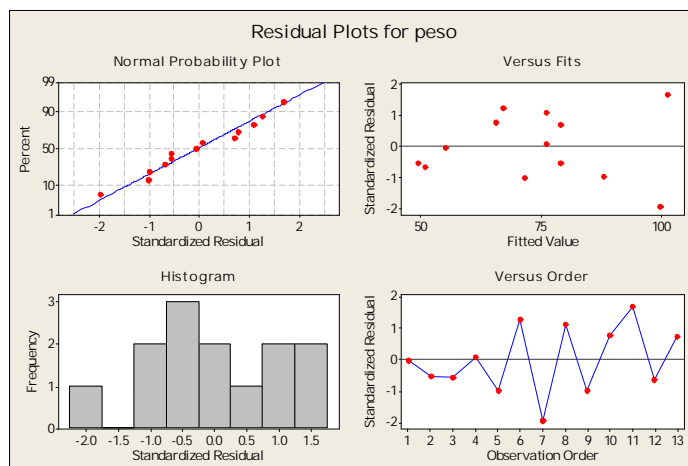 Residual Plots for peso
Normal Probability Plot
99
90
50
10
1
Percent
-2 -1 0 1 2
Standardized Residual
Versus Fits
2
1
0
-1
-2
Standardized Residual
50 75 100
Fitted Value
Histogram
3
2
1
0
Frequency
-2.0 -1.5 -1.0 -0.5 0.0 0.5 1.0 1.5
Standardized Residual
Versus Order
2
1
0
-1
-2
Standardized Residual
1 2 3 4 5 6 7 8 9 10 11 12 13
Observation Order